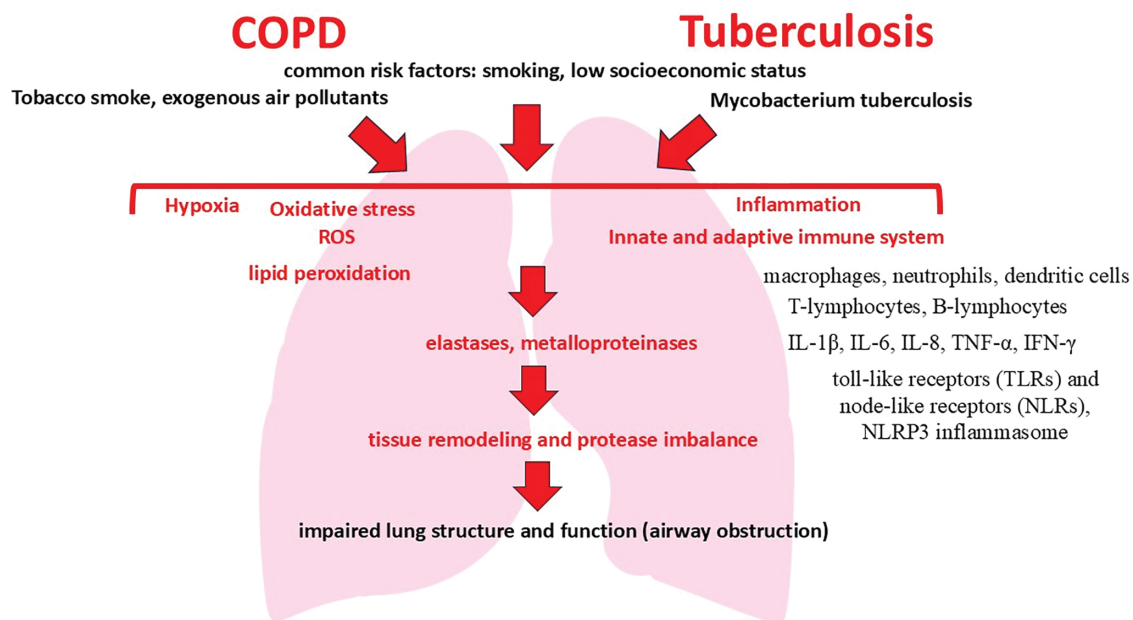 COPD
Tuberculosis
common risk factors: smoking, low socioeconomic status
Tobacco smoke, exogenous air pollutants
Mycobacterium tuberculosis
Hypoxia
Oxidative stress
ROS
lipid peroxidation
Inflammation
Innate and adaptive immune system
macrophages, neutrophils, dendritic cells
T-lymphocytes, B-lymphocytes
IL-1β, IL-6, IL-8, TNF-α, IFN-γ
toll-like receptors (TLRs) and
node-like receptors (NLRs),
NLRP3 inflammasome
elastases, metalloproteinases
tissue remodeling and protease imbalance
impaired lung structure and function (airway obstruction)